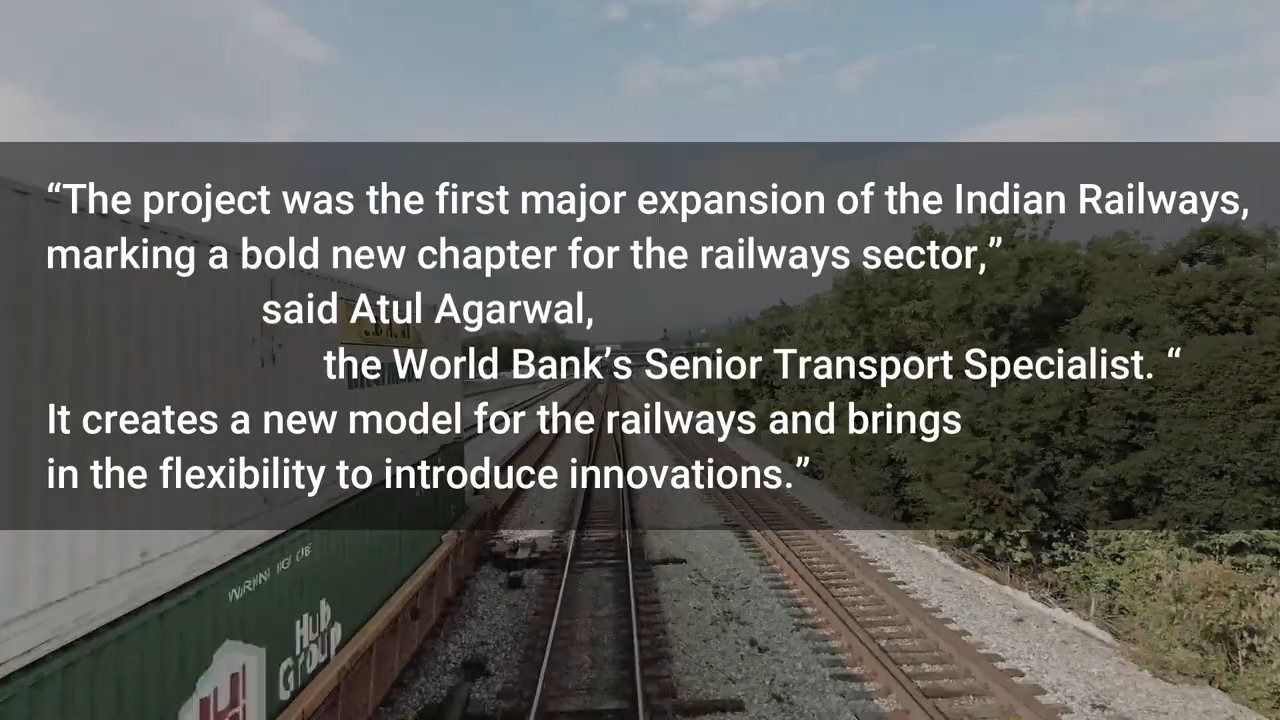 “The project was the first major expansion of the Indian Railways,
marking a bold new chapter for the railways sector,”
said Atul Agarwal,
the World Bank’s Senior Transport Specialist. “
It creates a new model for the railways and brings
in the flexibility to introduce innovations.”
Hub
Group